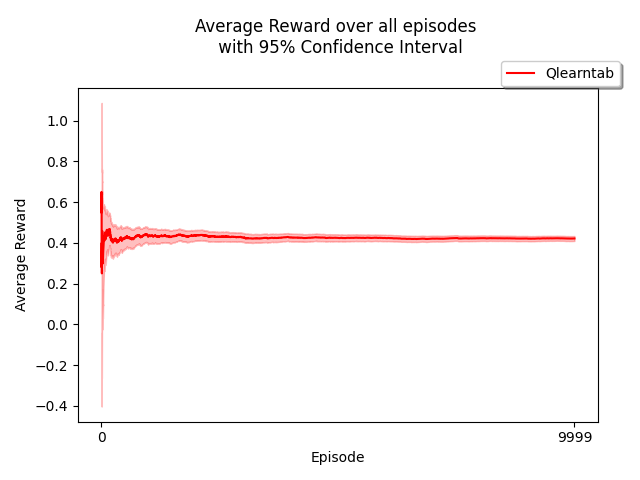 Average Reward over all episodes
with 95% Confidence Interval
Qlearntab
1.0
0.8
0.6
0.4
0.2
0.0
−0.2
−0.4
Average Reward
0 9999
Episode